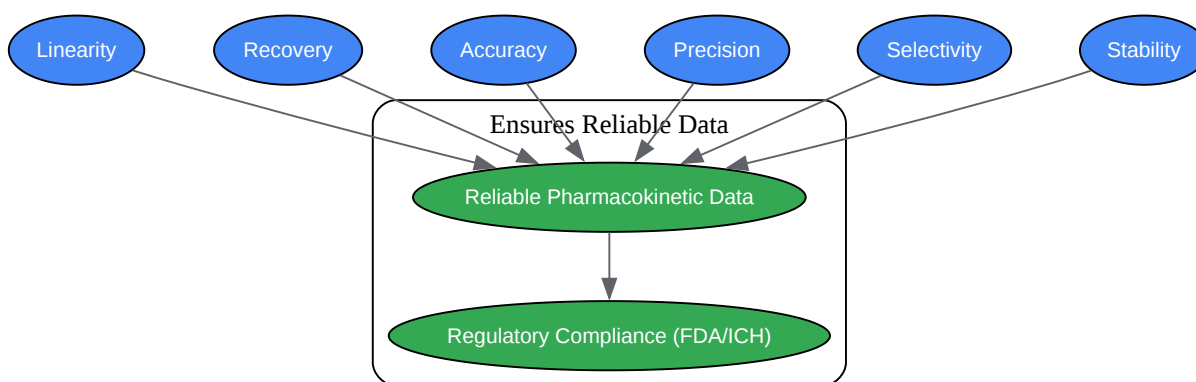 Linearity
Recovery
Accuracy
Precision
Selectivity
Stability
Ensures Reliable Data
Reliable Pharmacokinetic Data
Regulatory Compliance (FDA/ICH)